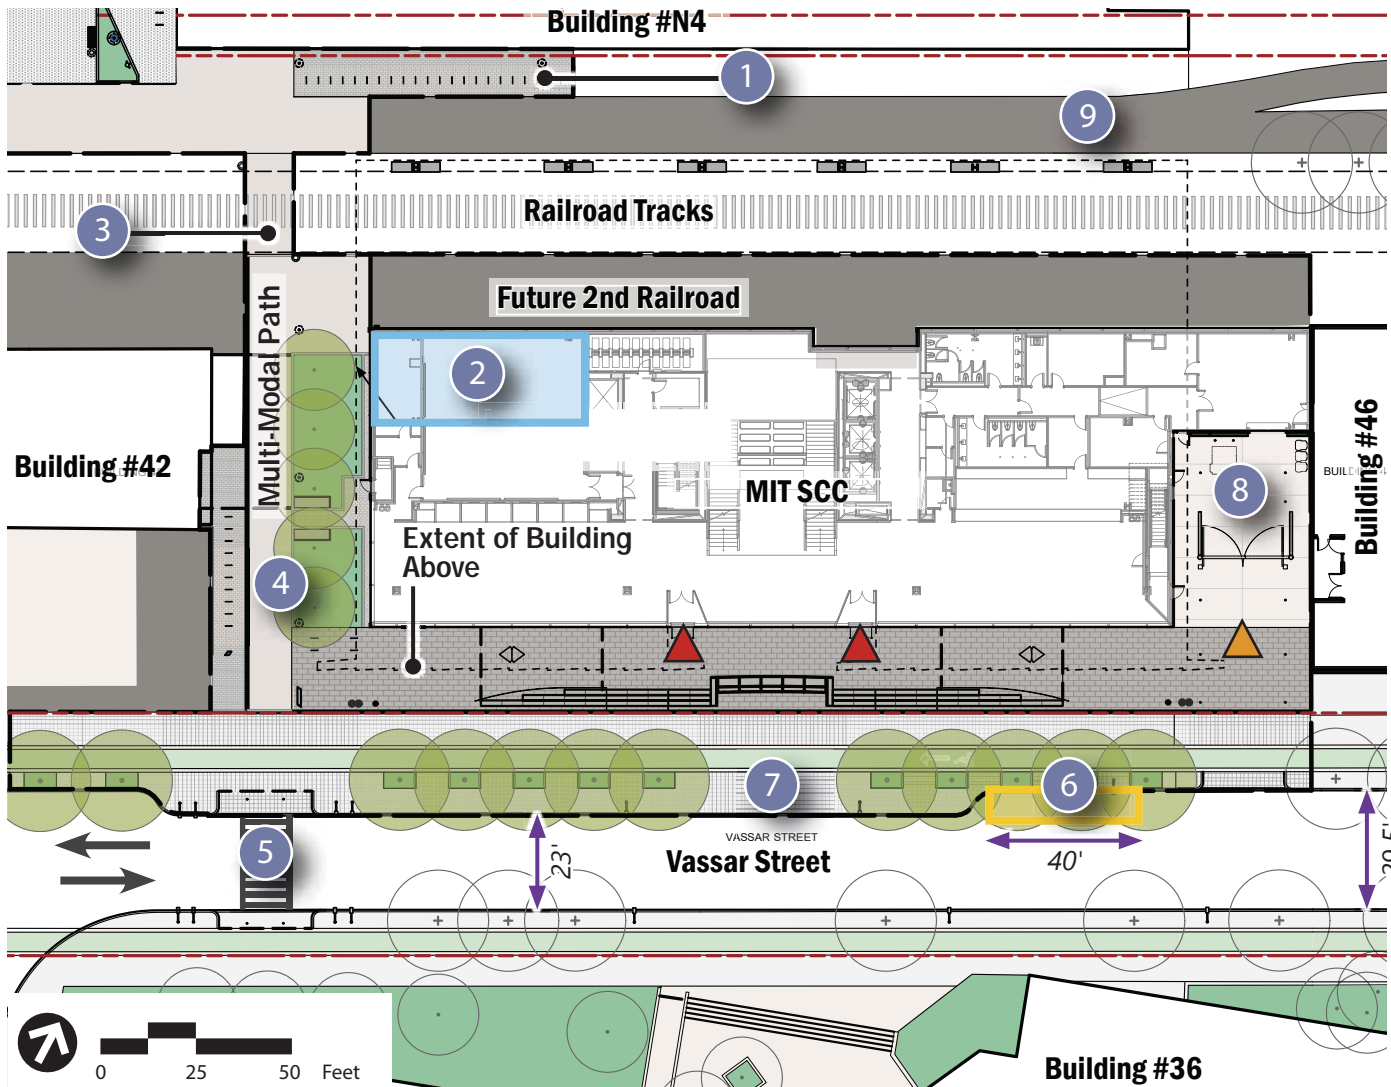 Building #N4
1
9
3
Railroad Tracks
Future 2nd Railroad
Multi-Modal Path
2
Building #42
MIT SCC
8
Building #46
Extent of Building
Above
4
7
6
5
VASSAR STREET
Vassar Street
23'
40'
0 25 50 Feet
Building #36